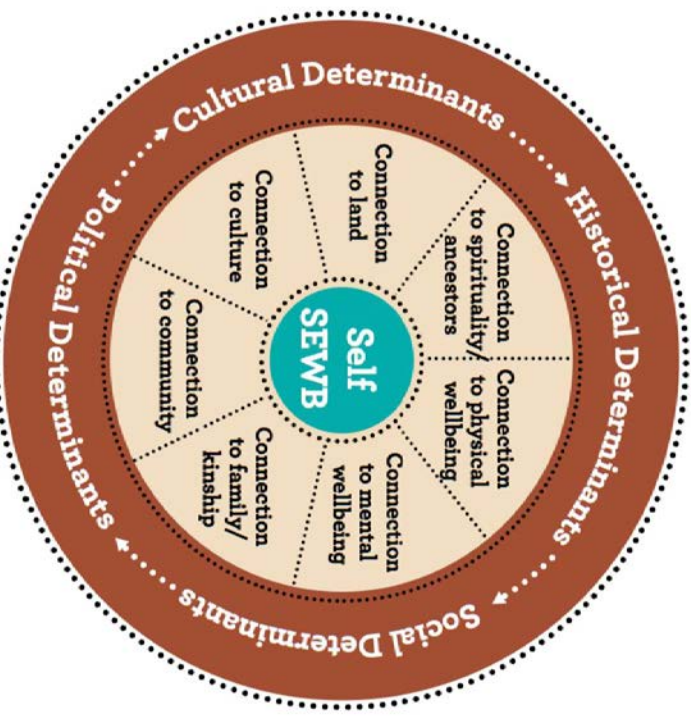 Self
SEWB
Connection
to spirituality/
ancestors
Connection
to physical
wellbeing
Connection
to mental
wellbeing
Connection
to family/
kinship
Connection
to community
Connection
to culture
Connection
to land
Historical Determinants
Social Determinants
Political Determinants
Cultural Determinants